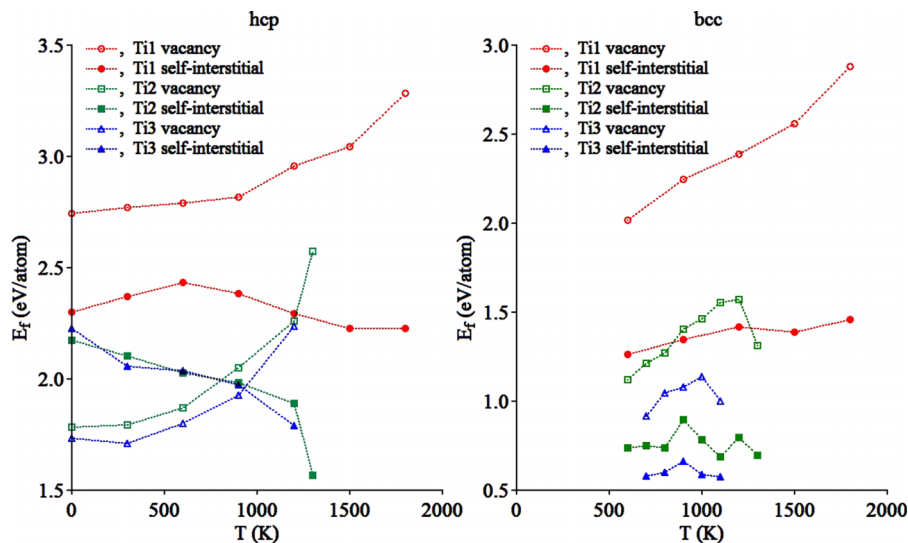 hcp
3.5
3.0
2.5
2.0
1.5
E_f (eV/atom)
, Ti1 vacancy
, Ti1 self-interstitial
, Ti2 vacancy
, Ti2 self-interstitial
, Ti3 vacancy
, Ti3 self-interstitial
0 500 1000 1500 2000
T (K)
bcc
3.0
2.5
2.0
1.5
1.0
0.5
E_f (eV/atom)
, Ti1 vacancy
, Ti1 self-interstitial
, Ti2 vacancy
, Ti2 self-interstitial
, Ti3 vacancy
, Ti3 self-interstitial
0 500 1000 1500 2000
T (K)